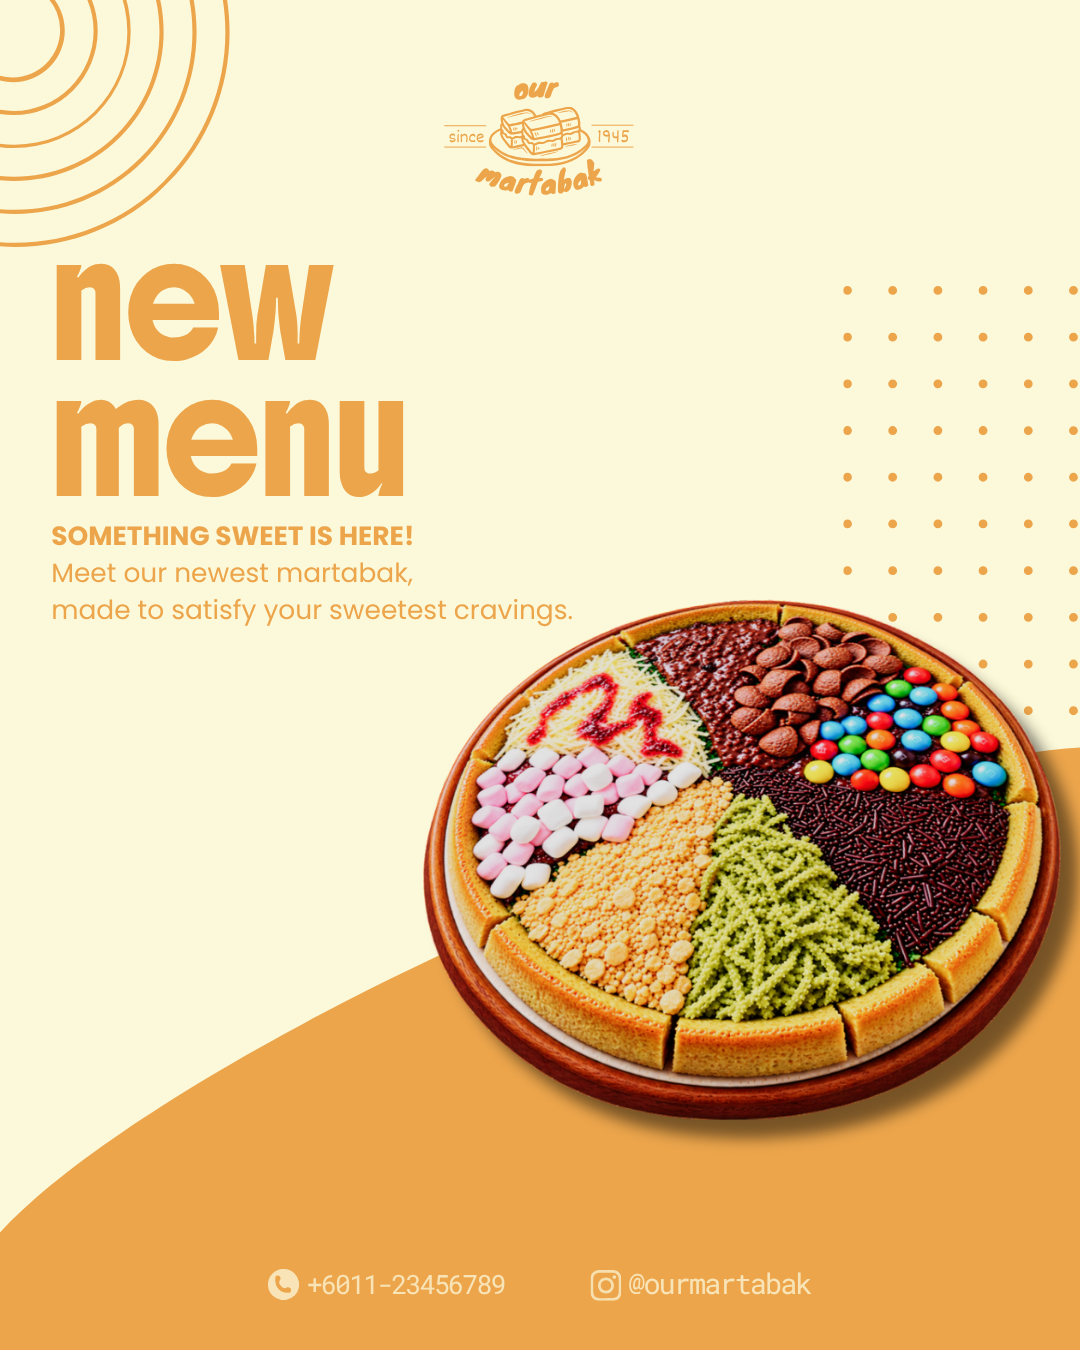 our
since 1945
martabak
new
menu
SOMETHING SWEET IS HERE!
Meet our newest martabak,
made to satisfy your sweetest cravings.
+6011-23456789 @ourmartabak